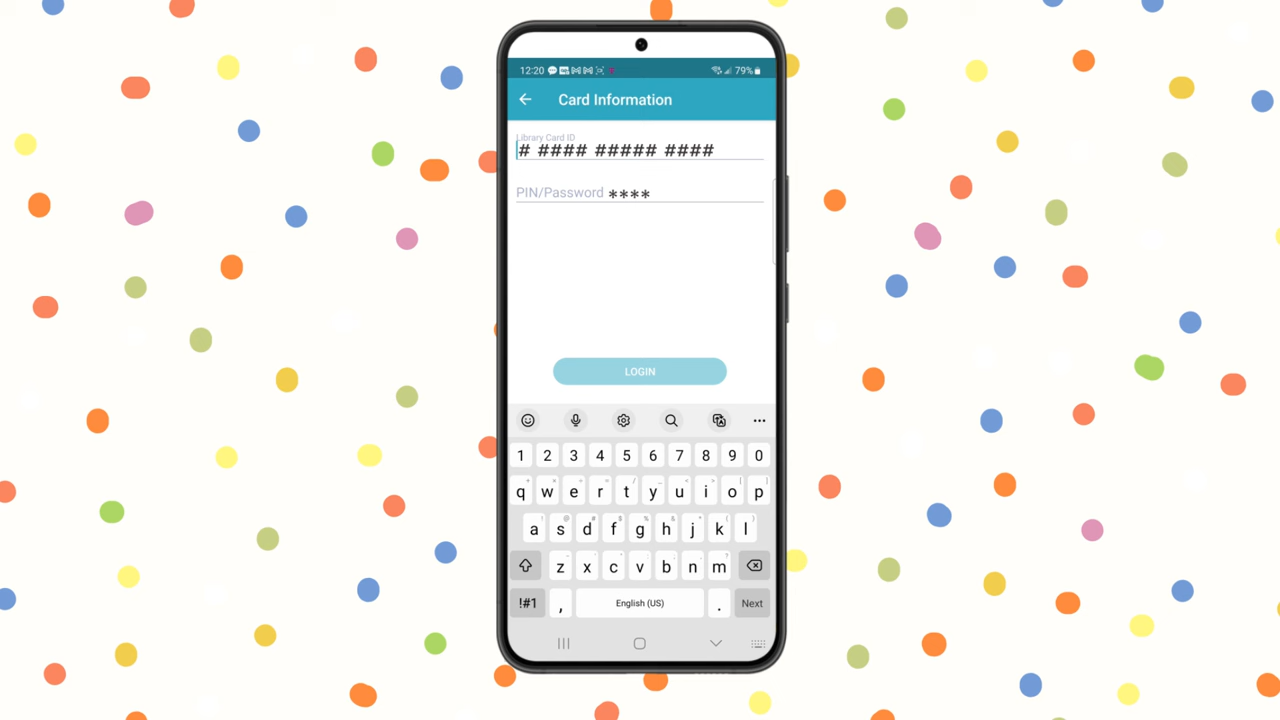 12:20 79%
Card Information
Library Card ID
# #### ##### ####
PIN/Password ****
LOGIN
1 2 3 4 5 6 7 8 9 0
q w e r t y u i o p
a s d f g h j k l
z x c v b n m
!#1 , English (US) . Next